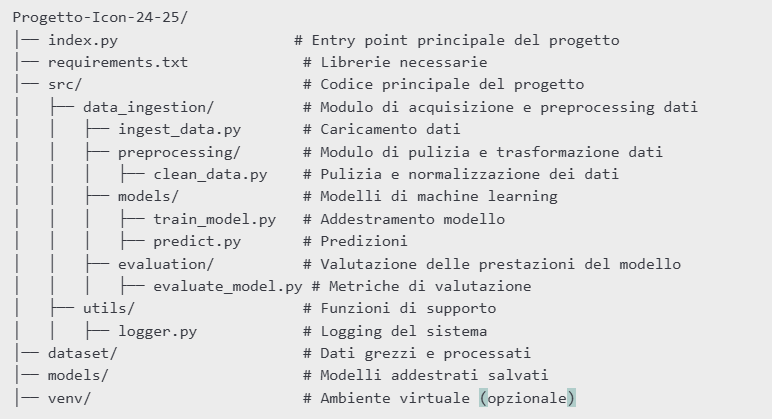 Progetto-Icon-24-25/
│── index.py                    # Entry point principale del progetto
│── requirements.txt             # Librerie necessarie
│── src/                         # Codice principale del progetto
│   ├── data_ingestion/          # Modulo di acquisizione e preprocessing dati
│   │   ├── ingest_data.py       # Caricamento dati
│   │   ├── preprocessing/       # Modulo di pulizia e trasformazione dati
│   │   │   ├── clean_data.py    # Pulizia e normalizzazione dei dati
│   │   ├── models/              # Modelli di machine learning
│   │   │   ├── train_model.py   # Addestramento modello
│   │   │   ├── predict.py       # Predizioni
│   │   ├── evaluation/          # Valutazione delle prestazioni del modello
│   │   │   ├── evaluate_model.py # Metriche di valutazione
│   ├── utils/                   # Funzioni di supporto
│   │   ├── logger.py            # Logging del sistema
│── dataset/                     # Dati grezzi e processati
│── models/                      # Modelli addestrati salvati
│── venv/                        # Ambiente virtuale (opzionale)